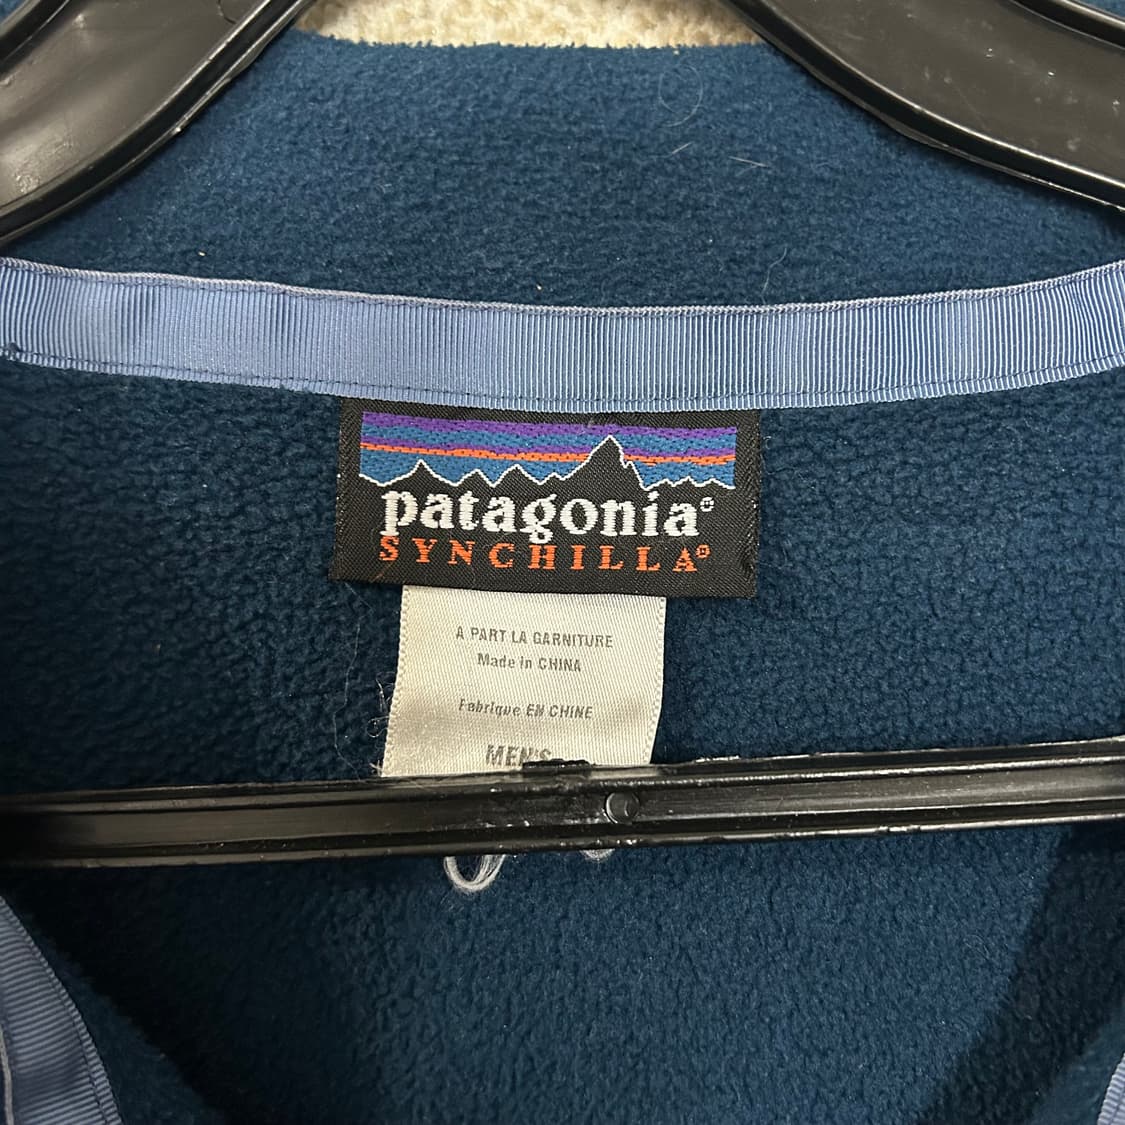 patagonia®
SYNCHILLA®
A PART LA GARNITURE
Made in CHINA
Fabrique EN CHINE
MEN'S